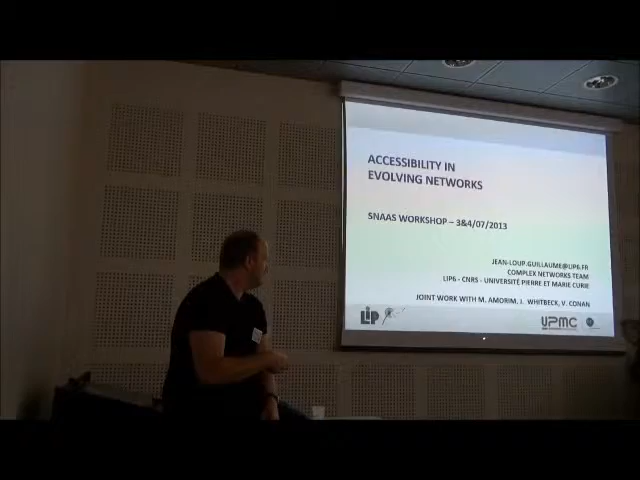 ACCESSIBILITY IN
EVOLVING NETWORKS
SNAAS WORKSHOP – 3&4/07/2013
JEAN-LOUP.GUILLAUME@LIP6.FR
COMPLEX NETWORKS TEAM
LIP6 - CNRS - UNIVERSITÉ PIERRE ET MARIE CURIE
JOINT WORK WITH M. AMORIM, J. WHITBECK, V. CONAN
LIP
UPMC